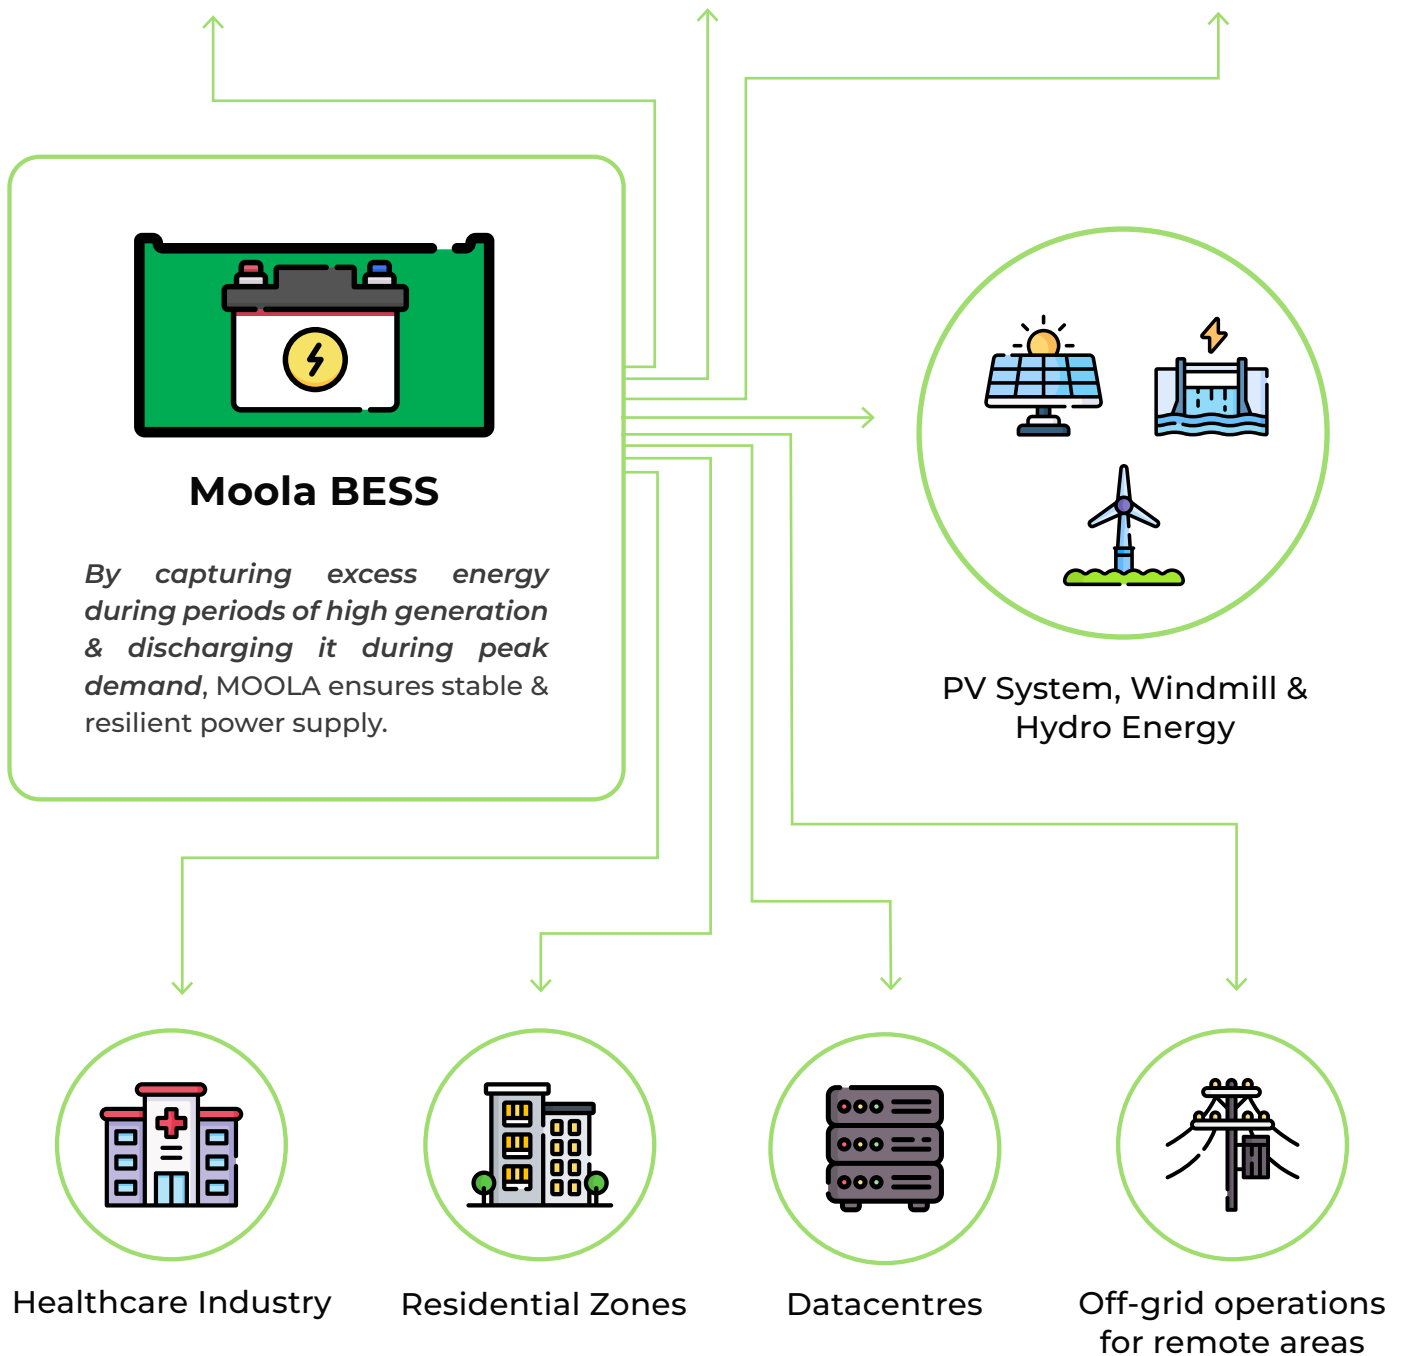 Moola BESS
By capturing excess energy
during periods of high generation
& discharging it during peak
demand, MOOLA ensures stable &
resilient power supply.
PV System, Windmill &
Hydro Energy
Healthcare Industry
Residential Zones
Datacentres
Off-grid operations
for remote areas